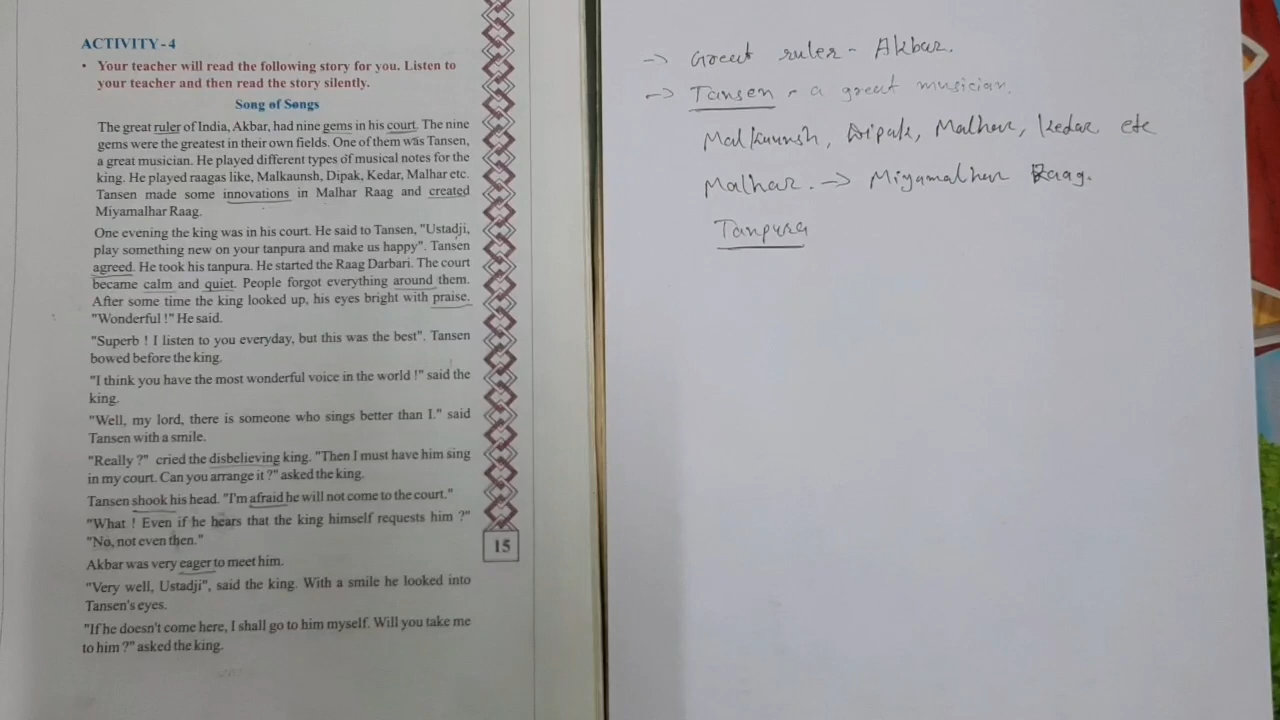 ACTIVITY-4
• Your teacher will read the following story for you. Listen to
your teacher and then read the story silently.
Song of Songs
The great ruler of India, Akbar, had nine gems in his court. The nine
gems were the greatest in their own fields. One of them was Tansen,
a great musician. He played different types of musical notes for the
king. He played raagas like, Malkaunsh, Dipak, Kedar, Malhar etc.
Tansen made some innovations in Malhar Raag and created
Miyamalhar Raag.
One evening the king was in his court. He said to Tansen, "Ustadji,
play something new on your tanpura and make us happy". Tansen
agreed. He took his tanpura. He started the Raag Darbari. The court
became calm and quiet. People forgot everything around them.
After some time the king looked up, his eyes bright with praise.
"Wonderful !" He said.
"Superb ! I listen to you everyday, but this was the best". Tansen
bowed before the king.
"I think you have the most wonderful voice in the world !" said the
king.
"Well, my lord, there is someone who sings better than I." said
Tansen with a smile.
"Really ?" cried the disbelieving king. "Then I must have him sing
in my court. Can you arrange it ?" asked the king.
Tansen shook his head. "I'm afraid he will not come to the court."
"What ! Even if he hears that the king himself requests him ?"
"No, not even then."
Akbar was very eager to meet him.
"Very well, Ustadji", said the king. With a smile he looked into
Tansen's eyes.
"If he doesn't come here, I shall go to him myself. Will you take me
to him ?" asked the king.
15
→ Great ruler - Akbar.
→ Tansen - a great musician.
Malkaunsh, Dipak, Malhar, Kedar etc
Malhar. → Miyamalhar Raag.
Tanpura